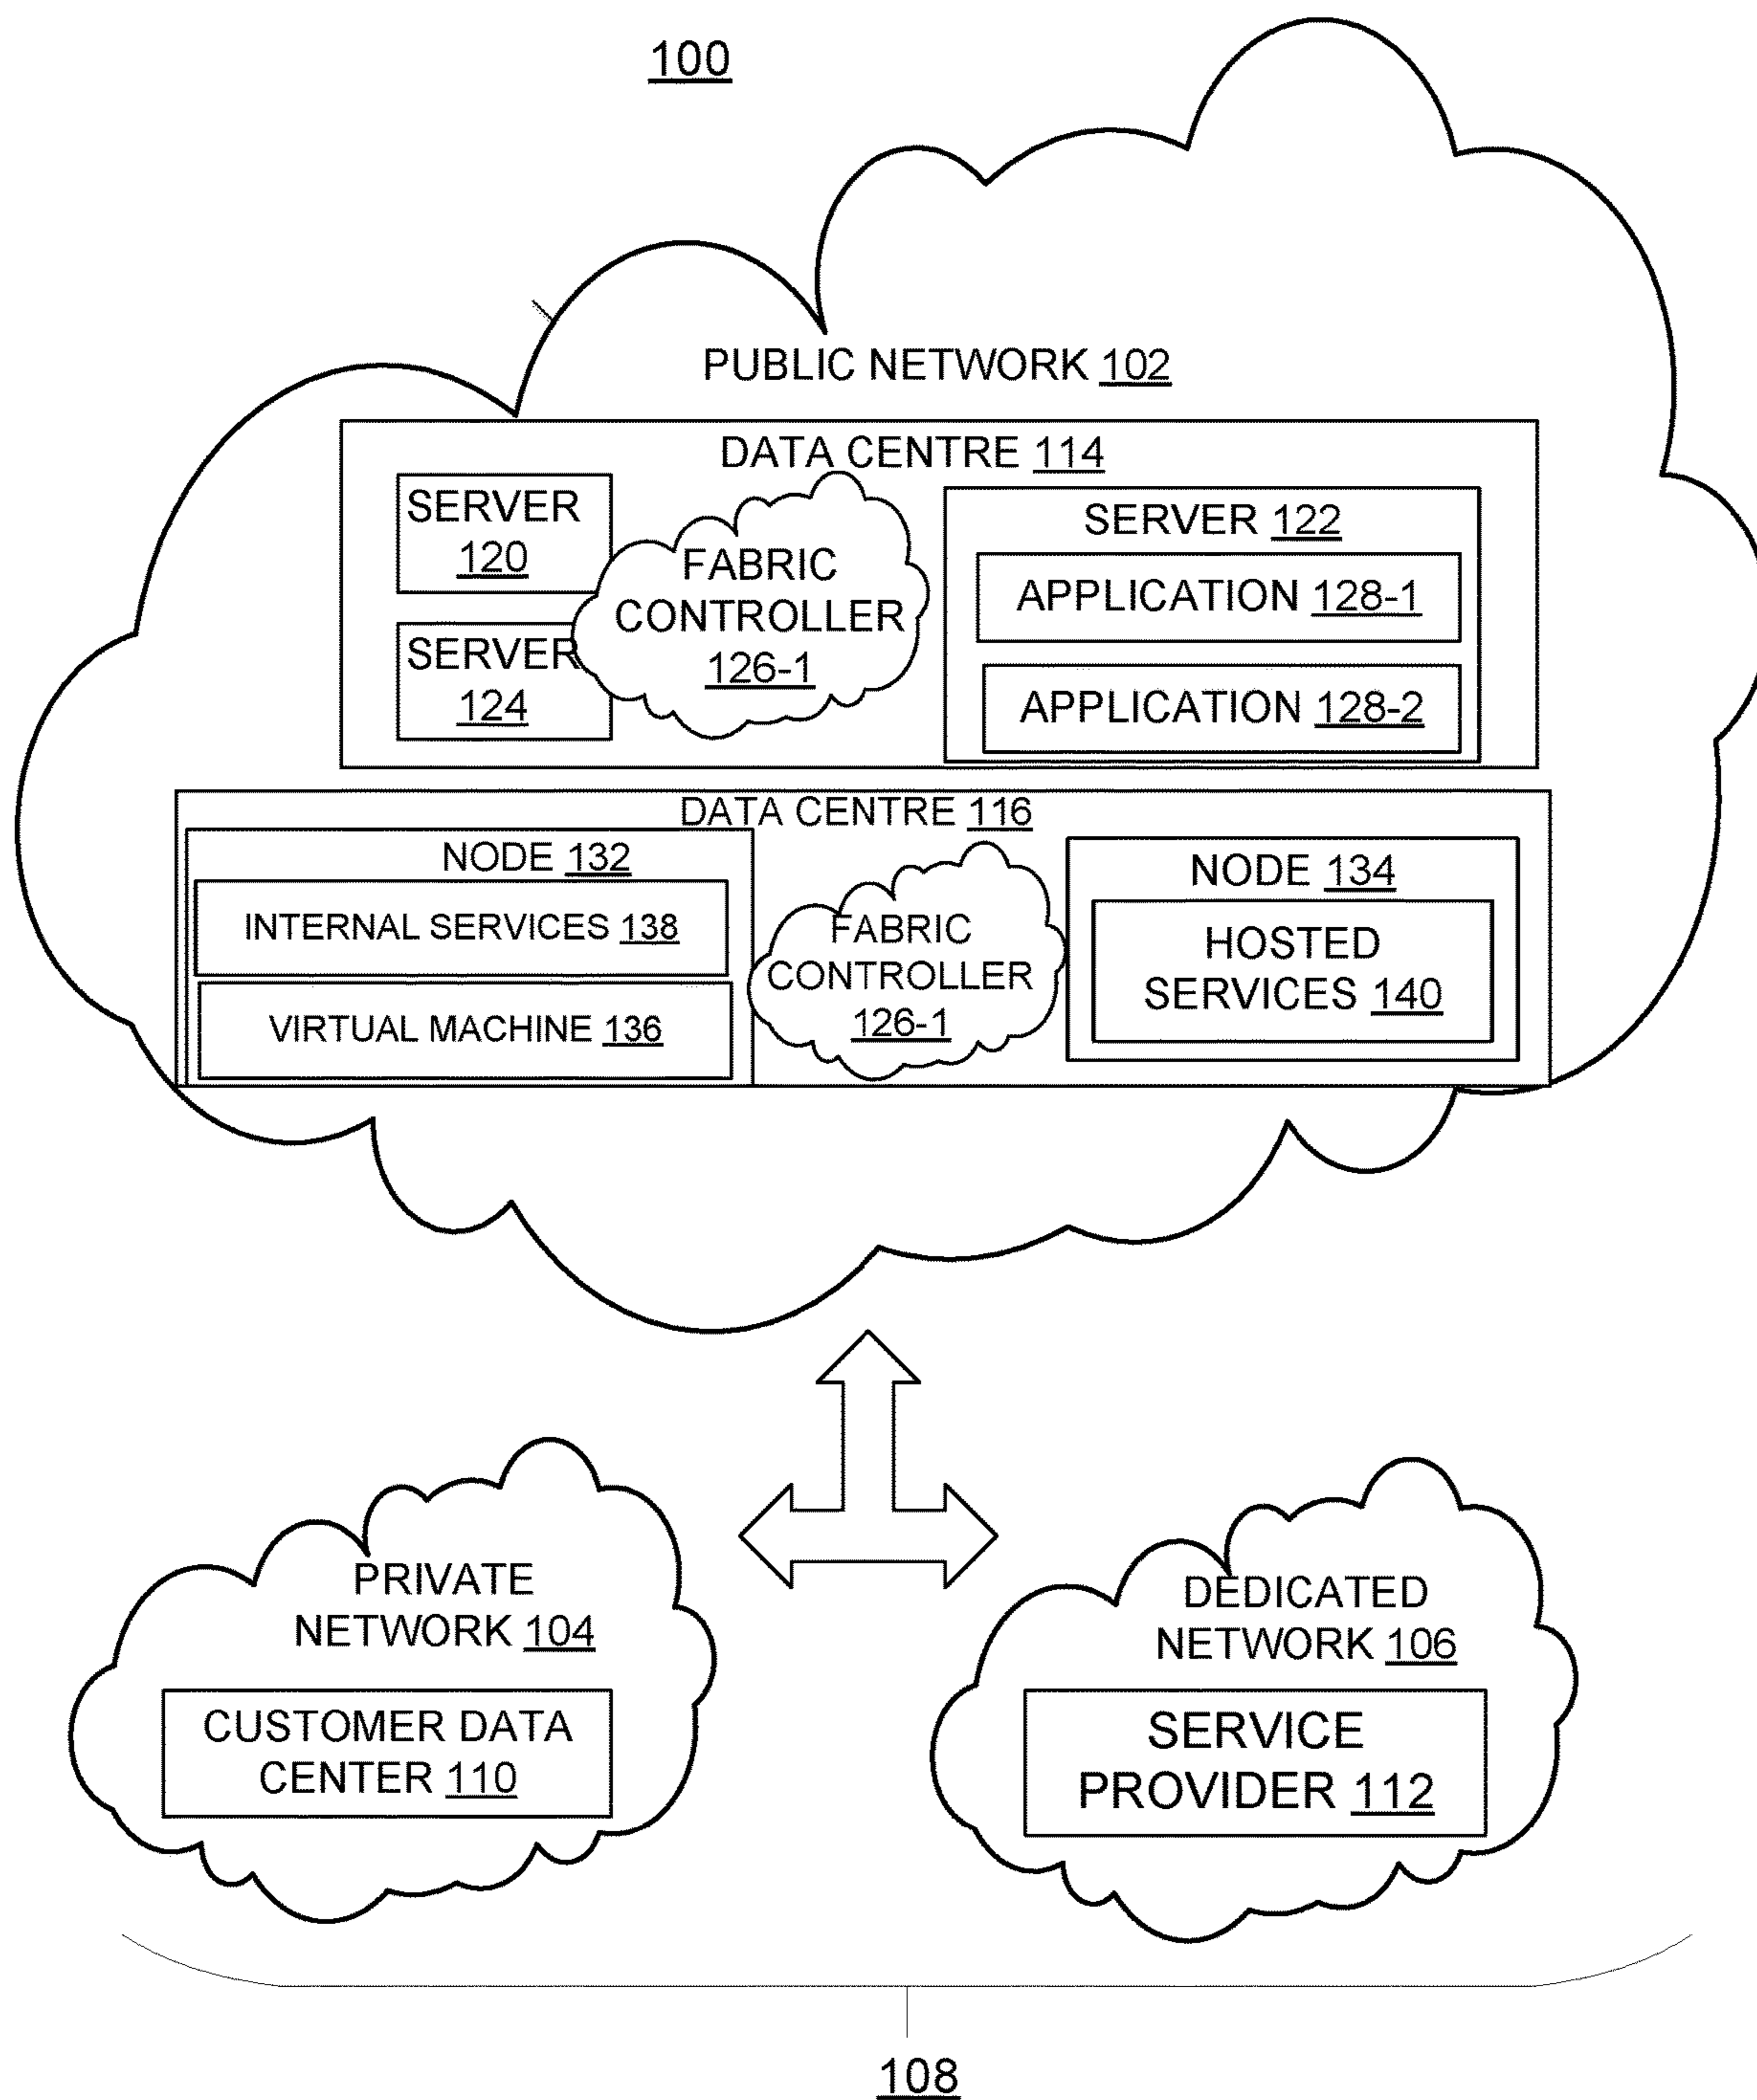 100
PUBLIC NETWORK 102
DATA CENTRE 114
SERVER
120
SERVER
124
FABRIC
CONTROLLER
126-1
SERVER 122
APPLICATION 128-1
APPLICATION 128-2
DATA CENTRE 116
NODE 132
INTERNAL SERVICES 138
VIRTUAL MACHINE 136
FABRIC
CONTROLLER
126-1
NODE 134
HOSTED
SERVICES 140
PRIVATE
NETWORK 104
CUSTOMER DATA
CENTER 110
DEDICATED
NETWORK 106
SERVICE
PROVIDER 112
108